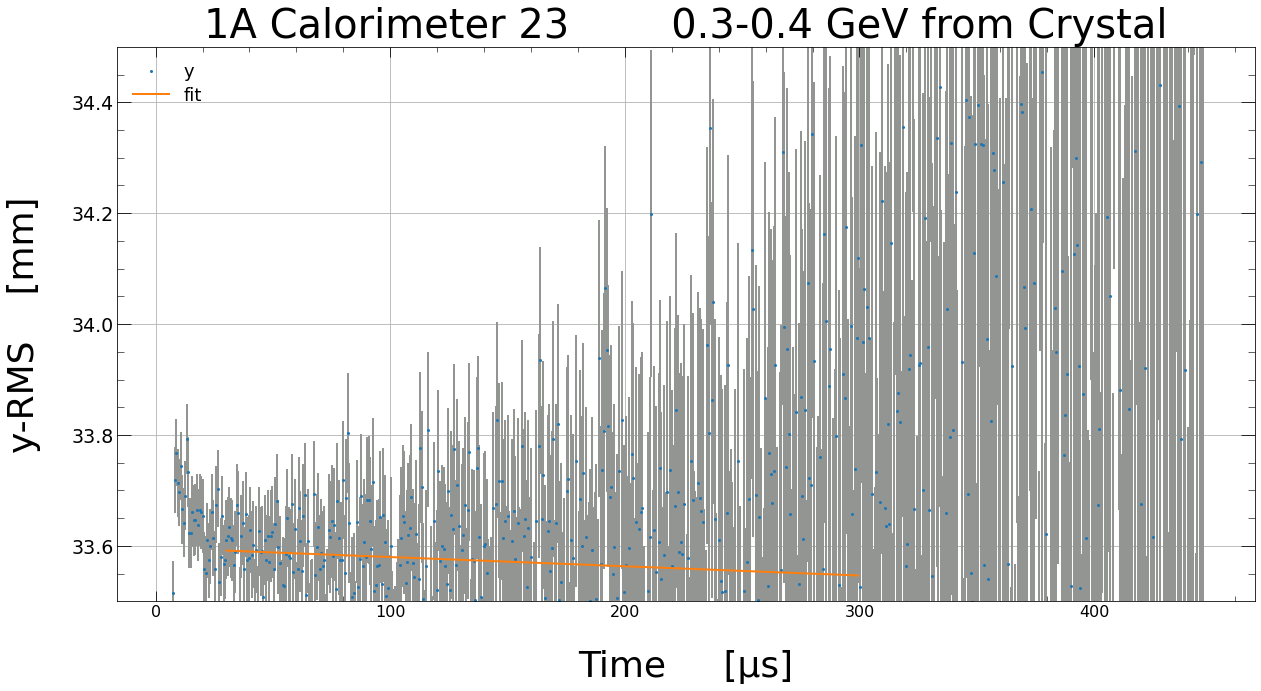 1A Calorimeter 23 0.3-0.4 GeV from Crystal
y
fit
34.4
34.2
34.0
33.8
33.6
y-RMS [mm]
0 100 200 300 400
Time [μs]